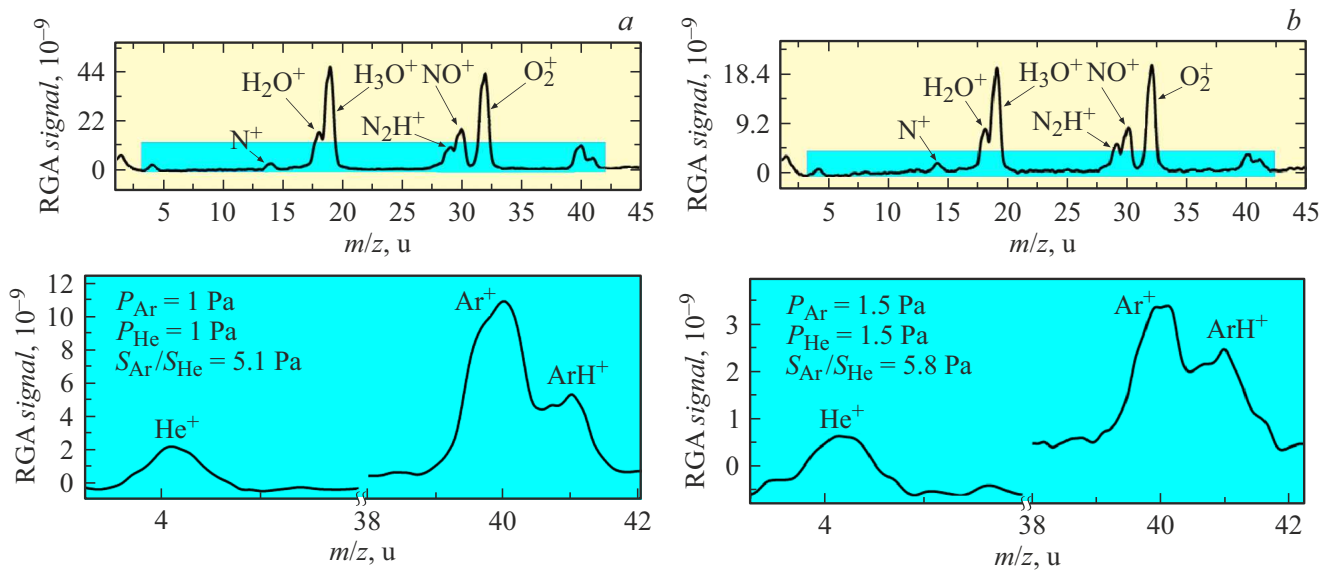 a
RGA signal, 10⁻⁹
44
22
0
N⁺
H₂O⁺
H₃O⁺
NO⁺
N₂H⁺
O₂⁺
5 10 15 20 25 30 35 40 45
m/z, u
b
RGA signal, 10⁻⁹
18.4
9.2
0
N⁺
H₂O⁺
H₃O⁺
NO⁺
N₂H⁺
O₂⁺
5 10 15 20 25 30 35 40 45
m/z, u
RGA signal, 10⁻⁹
12
10
8
6
4
2
0
P_Ar = 1 Pa
P_He = 1 Pa
S_Ar/S_He = 5.1 Pa
He⁺
Ar⁺
ArH⁺
4 38 40 42
m/z, u
RGA signal, 10⁻⁹
3
2
1
0
P_Ar = 1.5 Pa
P_He = 1.5 Pa
S_Ar/S_He = 5.8 Pa
He⁺
Ar⁺
ArH⁺
4 38 40 42
m/z, u